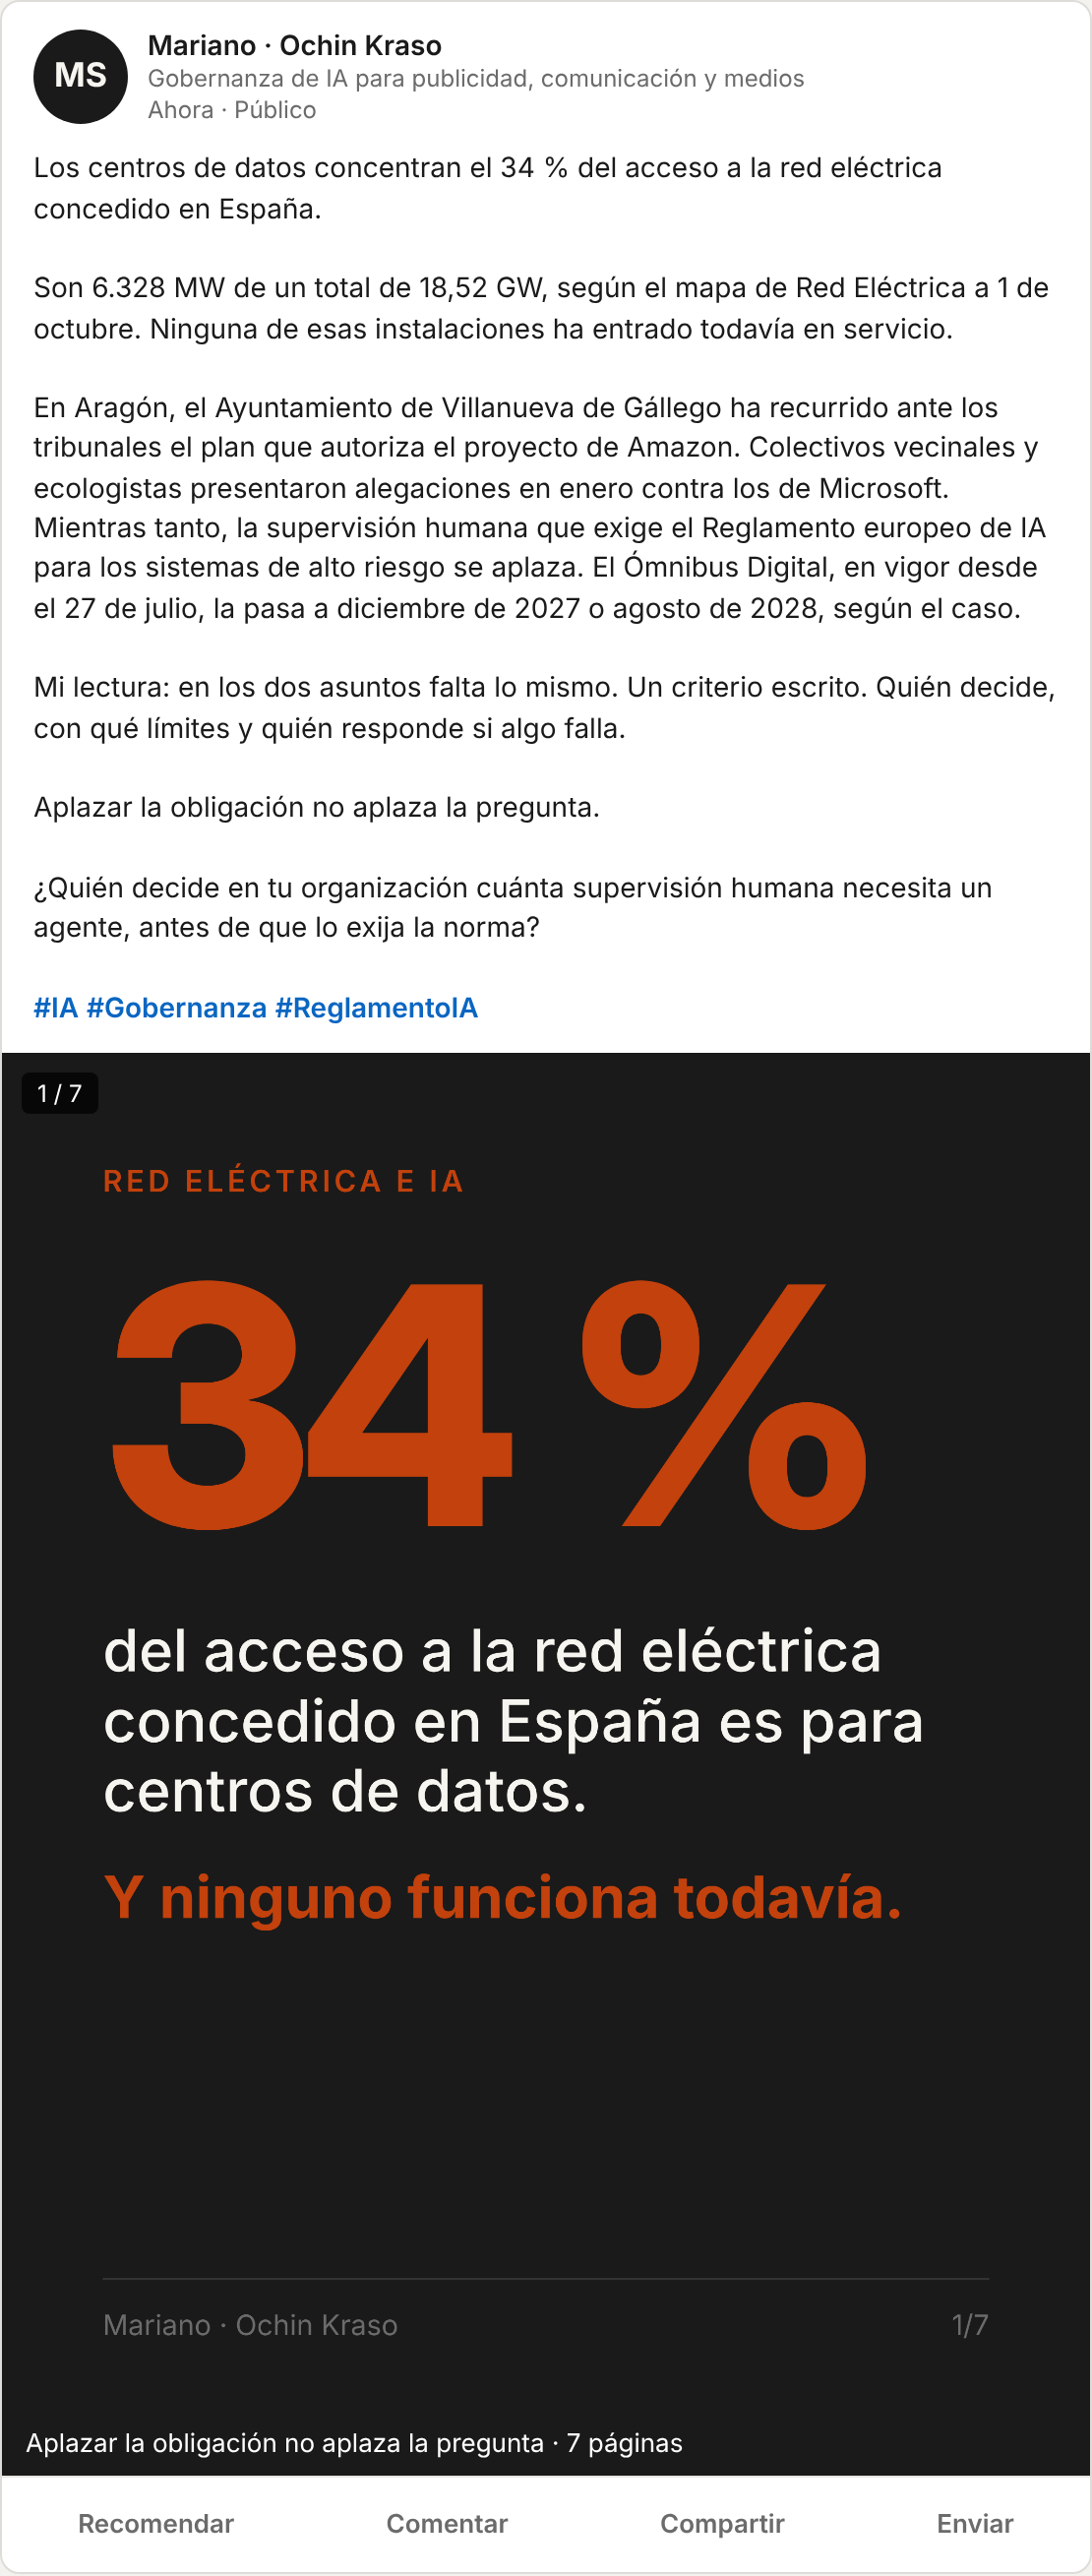 MS
Mariano · Ochin Kraso
Gobernanza de IA para publicidad, comunicación y medios
Ahora · Público
Los centros de datos concentran el 34 % del acceso a la red eléctrica
concedido en España.
Son 6.328 MW de un total de 18,52 GW, según el mapa de Red Eléctrica a 1 de
octubre. Ninguna de esas instalaciones ha entrado todavía en servicio.
En Aragón, el Ayuntamiento de Villanueva de Gállego ha recurrido ante los
tribunales el plan que autoriza el proyecto de Amazon. Colectivos vecinales y
ecologistas presentaron alegaciones en enero contra los de Microsoft.
Mientras tanto, la supervisión humana que exige el Reglamento europeo de IA
para los sistemas de alto riesgo se aplaza. El Ómnibus Digital, en vigor desde
el 27 de julio, la pasa a diciembre de 2027 o agosto de 2028, según el caso.
Mi lectura: en los dos asuntos falta lo mismo. Un criterio escrito. Quién decide,
con qué límites y quién responde si algo falla.
Aplazar la obligación no aplaza la pregunta.
¿Quién decide en tu organización cuánta supervisión humana necesita un
agente, antes de que lo exija la norma?
#IA #Gobernanza #ReglamentoIA
1 / 7
RED ELÉCTRICA E IA
34 %
del acceso a la red eléctrica
concedido en España es para
centros de datos.
Y ninguno funciona todavía.
Mariano · Ochin Kraso 1/7
Aplazar la obligación no aplaza la pregunta · 7 páginas
Recomendar Comentar Compartir Enviar